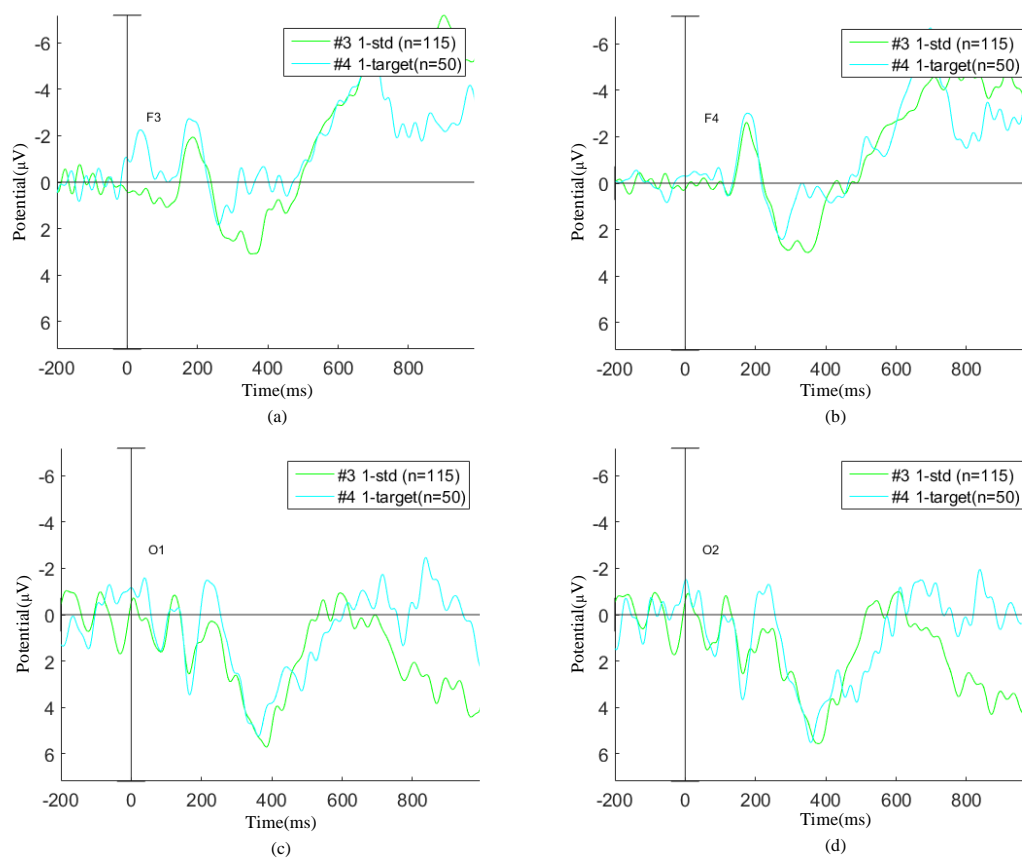 -6
-4
-2
0
2
4
6
Potential(μV)
#3 1-std (n=115)
#4 1-target(n=50)
F3
-200 0 200 400 600 800
Time(ms)
(a)
-6
-4
-2
0
2
4
6
Potential(μV)
#3 1-std (n=115)
#4 1-target(n=50)
F4
-200 0 200 400 600 800
Time(ms)
(b)
-6
-4
-2
0
2
4
6
Potential(μV)
#3 1-std (n=115)
#4 1-target(n=50)
O1
-200 0 200 400 600 800
Time(ms)
(c)
-6
-4
-2
0
2
4
6
Potential(μV)
#3 1-std (n=115)
#4 1-target(n=50)
O2
-200 0 200 400 600 800
Time(ms)
(d)